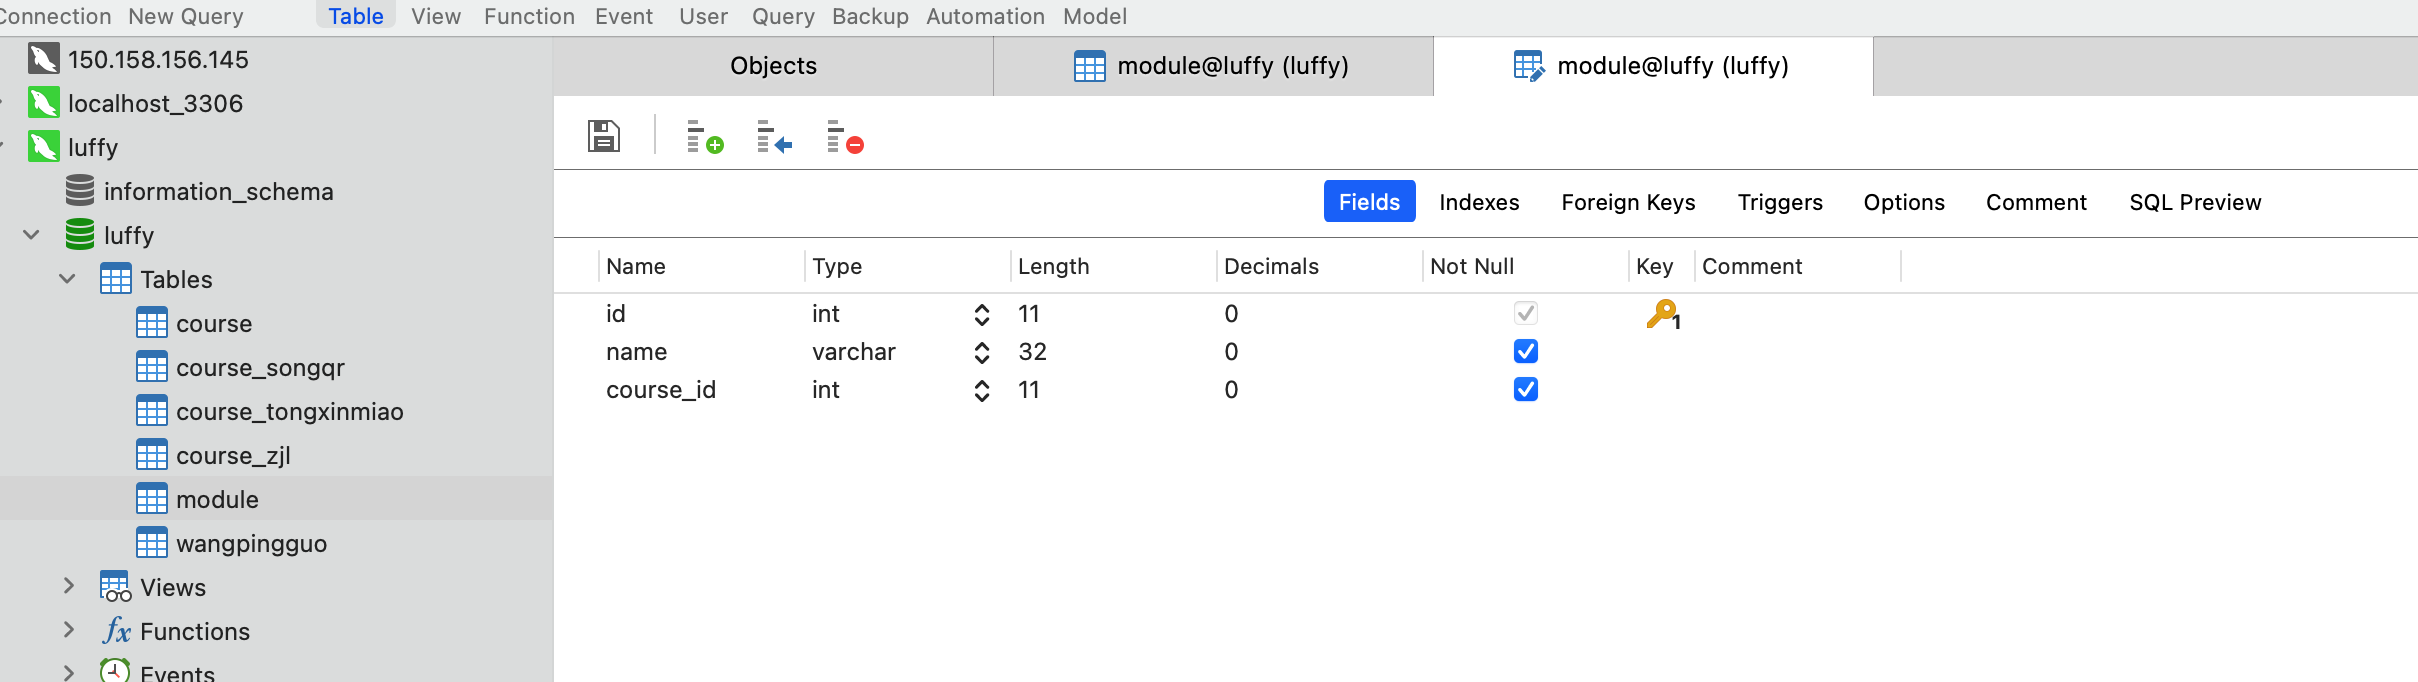 Connection New Query Table View Function Event User Query Backup Automation Model
150.158.156.145
localhost_3306
luffy
information_schema
luffy
Tables
course
course_songqr
course_tongxinmiao
course_zjl
module
wangpingguo
Views
fx Functions
Events
Objects module@luffy (luffy) module@luffy (luffy)
Fields Indexes Foreign Keys Triggers Options Comment SQL Preview
Name Type Length Decimals Not Null Key Comment
id int 11 0 1
name varchar 32 0
course_id int 11 0